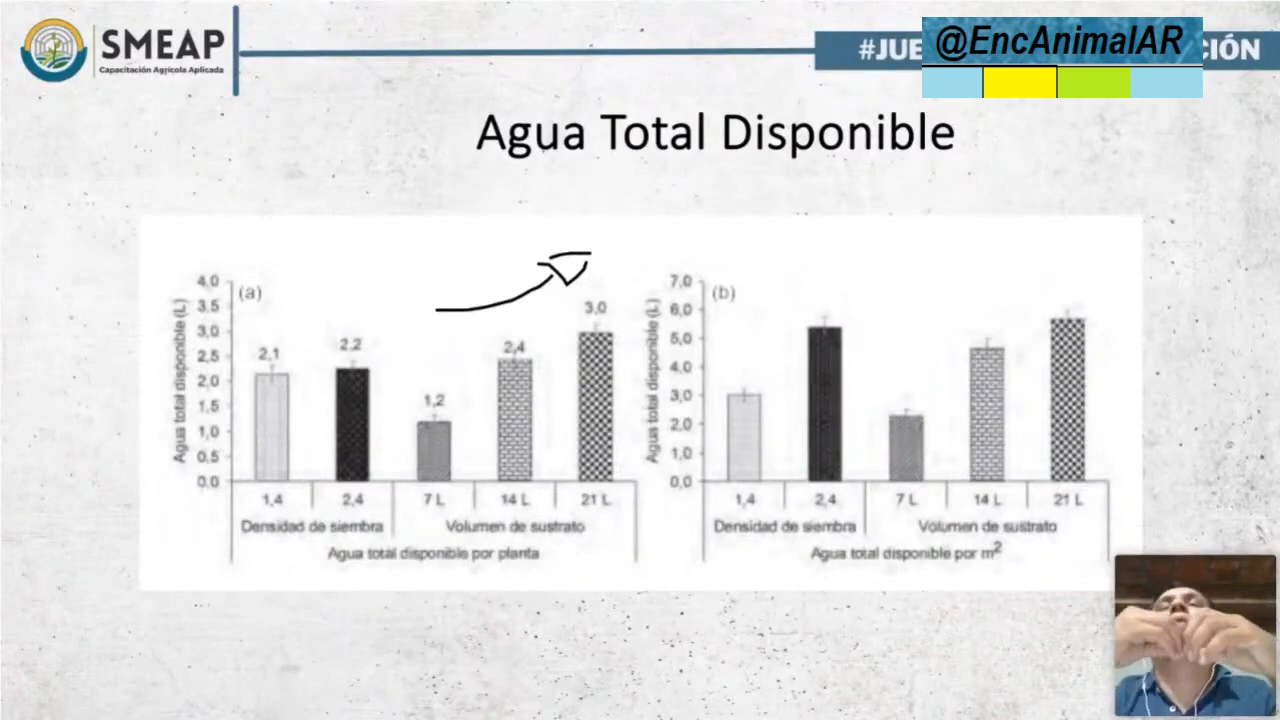 SMEAP
Capacitación Agrícola Aplicada
#JUE
@EncAnimalAR
CIÓN
Agua Total Disponible
(a)
Agua total disponible (L)
4,0
3,5
3,0
2,5
2,0
1,5
1,0
0,5
0,0
2,1
2,2
1,2
2,4
3,0
1,4
2,4
7 L
14 L
21 L
Densidad de siembra
Volumen de sustrato
Agua total disponible por planta
(b)
Agua total disponible (L)
7,0
6,0
5,0
4,0
3,0
2,0
1,0
0,0
1,4
2,4
7 L
14 L
21 L
Densidad de siembra
Volumen de sustrato
Agua total disponible por m²